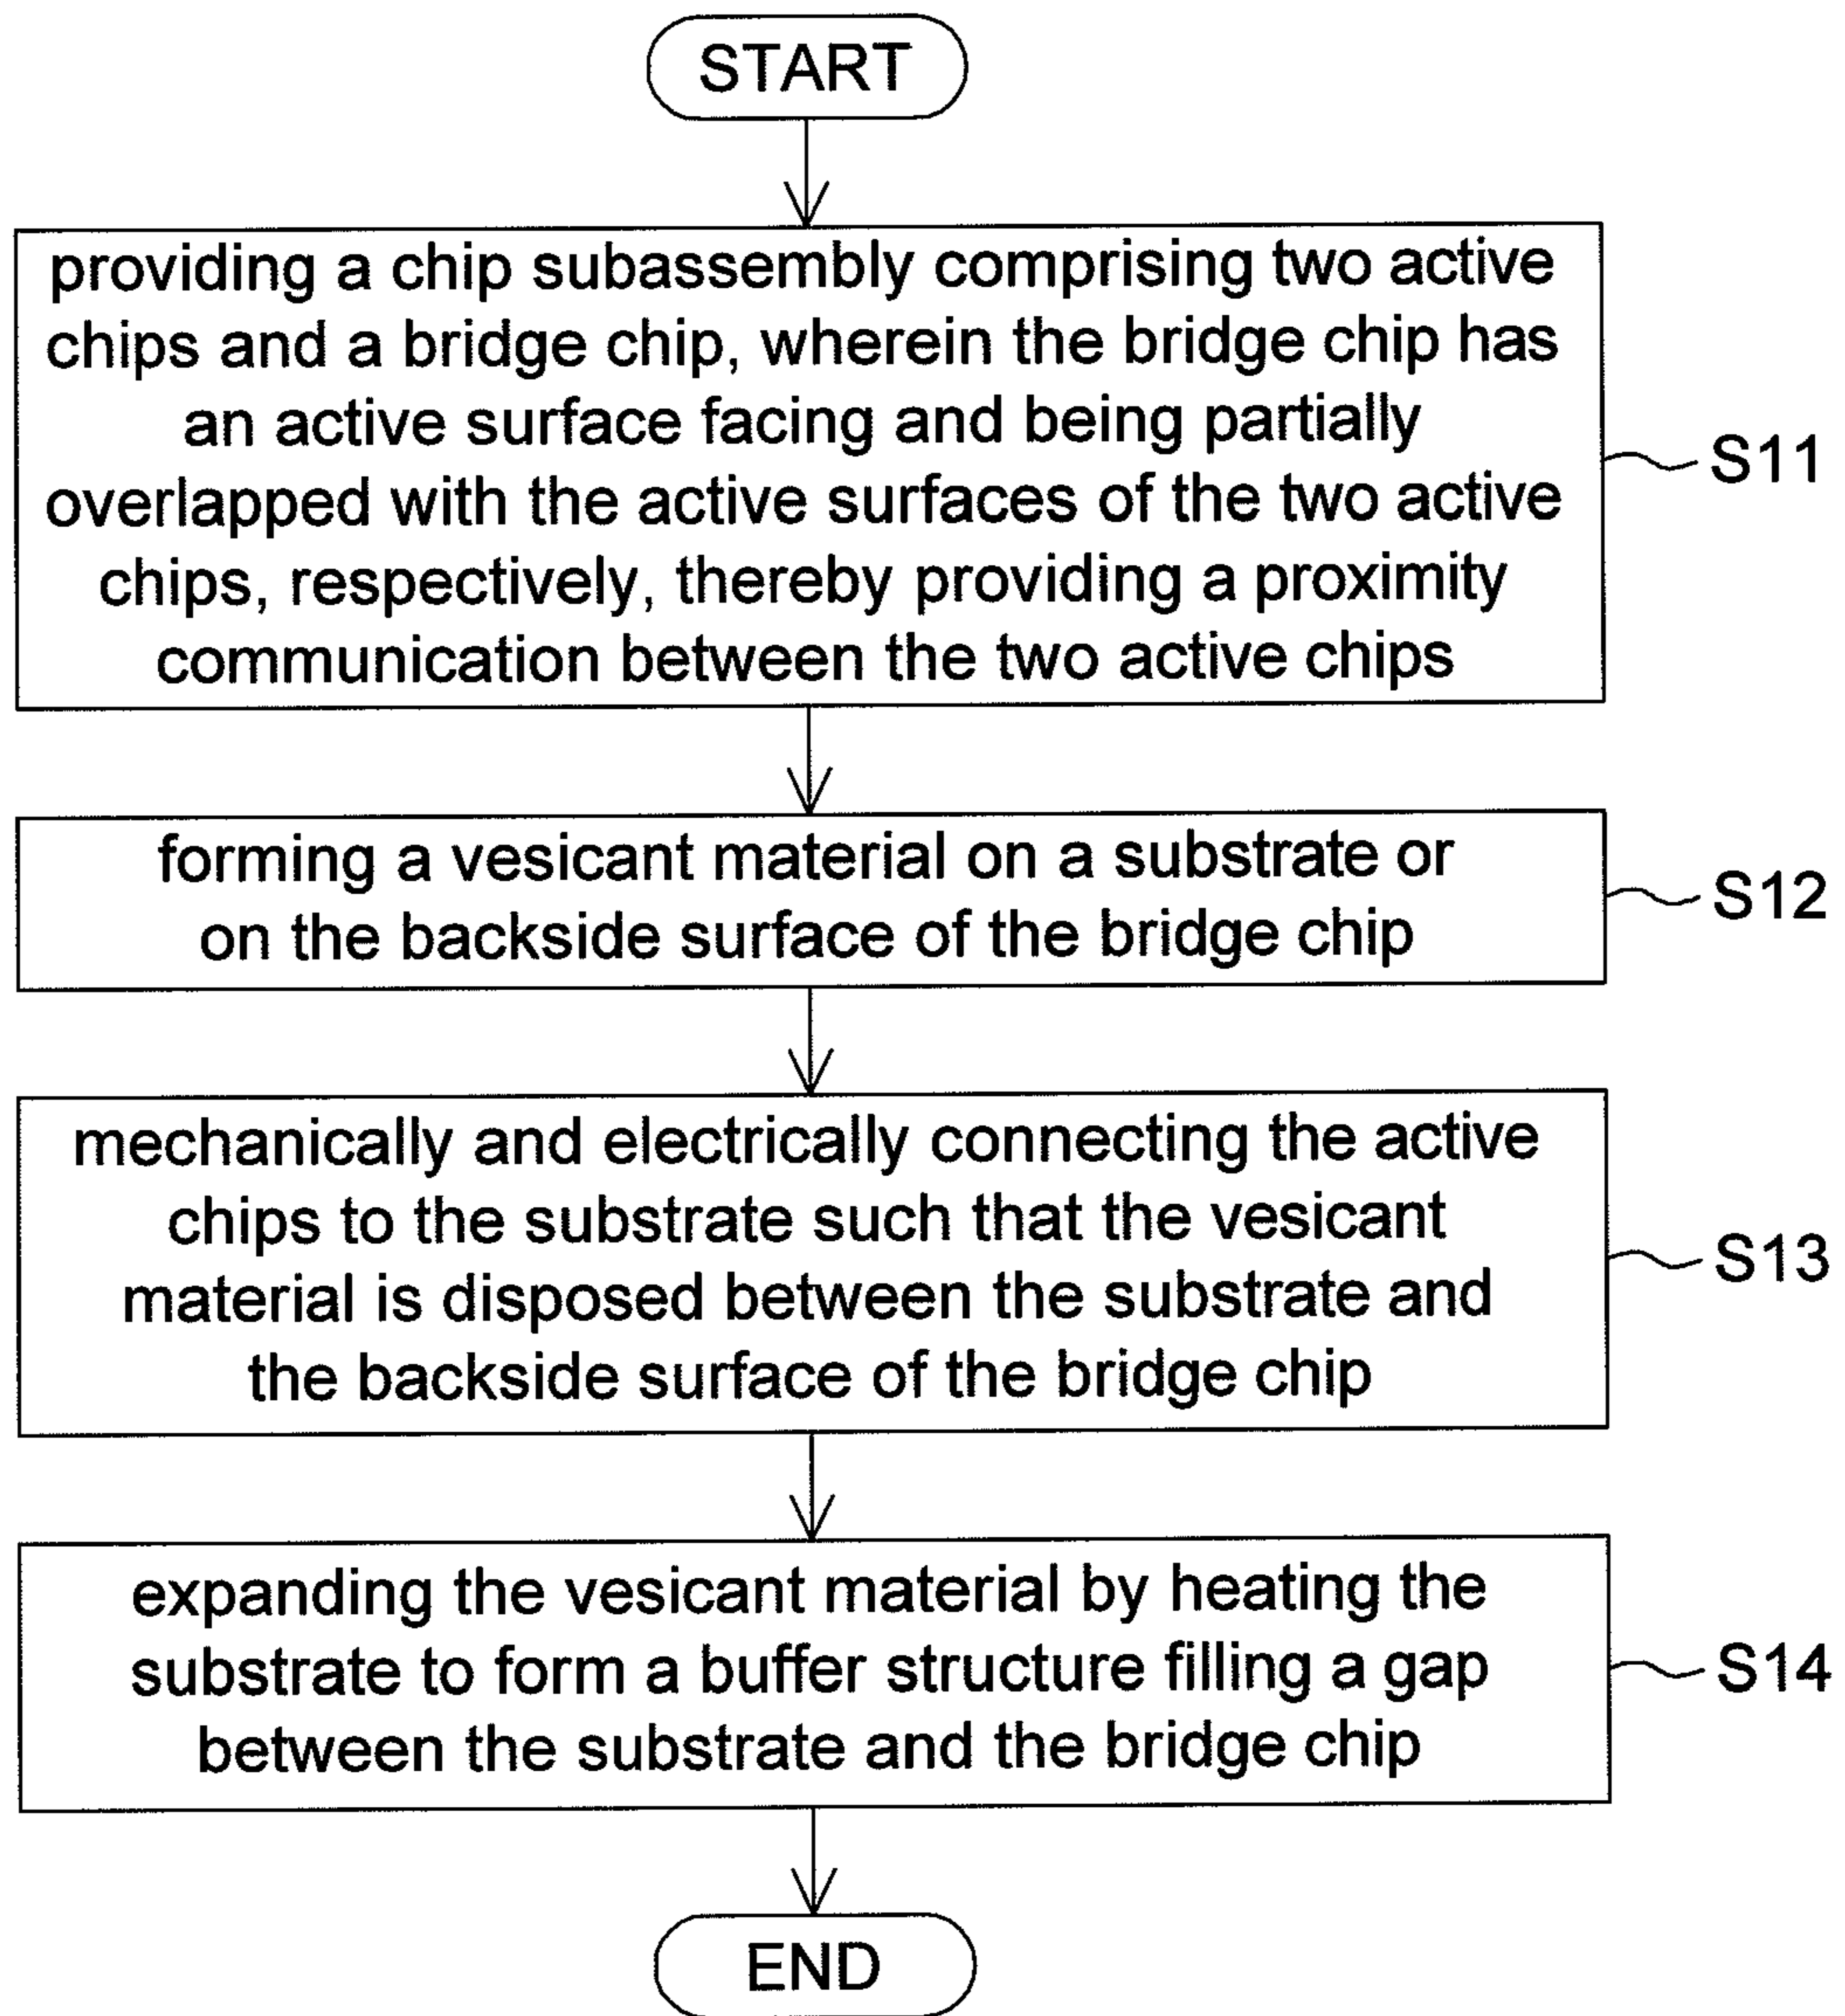 START
providing a chip subassembly comprising two active
chips and a bridge chip, wherein the bridge chip has
an active surface facing and being partially
overlapped with the active surfaces of the two active
chips, respectively, thereby providing a proximity
communication between the two active chips
S11
forming a vesicant material on a substrate or
on the backside surface of the bridge chip
S12
mechanically and electrically connecting the active
chips to the substrate such that the vesicant
material is disposed between the substrate and
the backside surface of the bridge chip
S13
expanding the vesicant material by heating the
substrate to form a buffer structure filling a gap
between the substrate and the bridge chip
S14
END